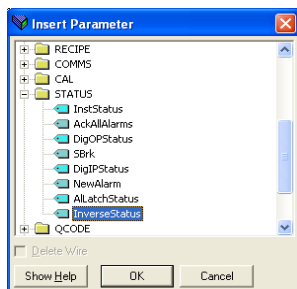 Insert Parameter
RECIPE
COMMS
CAL
STATUS
InstStatus
AckAllAlarms
DigOPStatus
SBrk
DigIPStatus
NewAlarm
AlLatchStatus
InverseStatus
QCODE
Delete Wire
Show Help
OK
Cancel